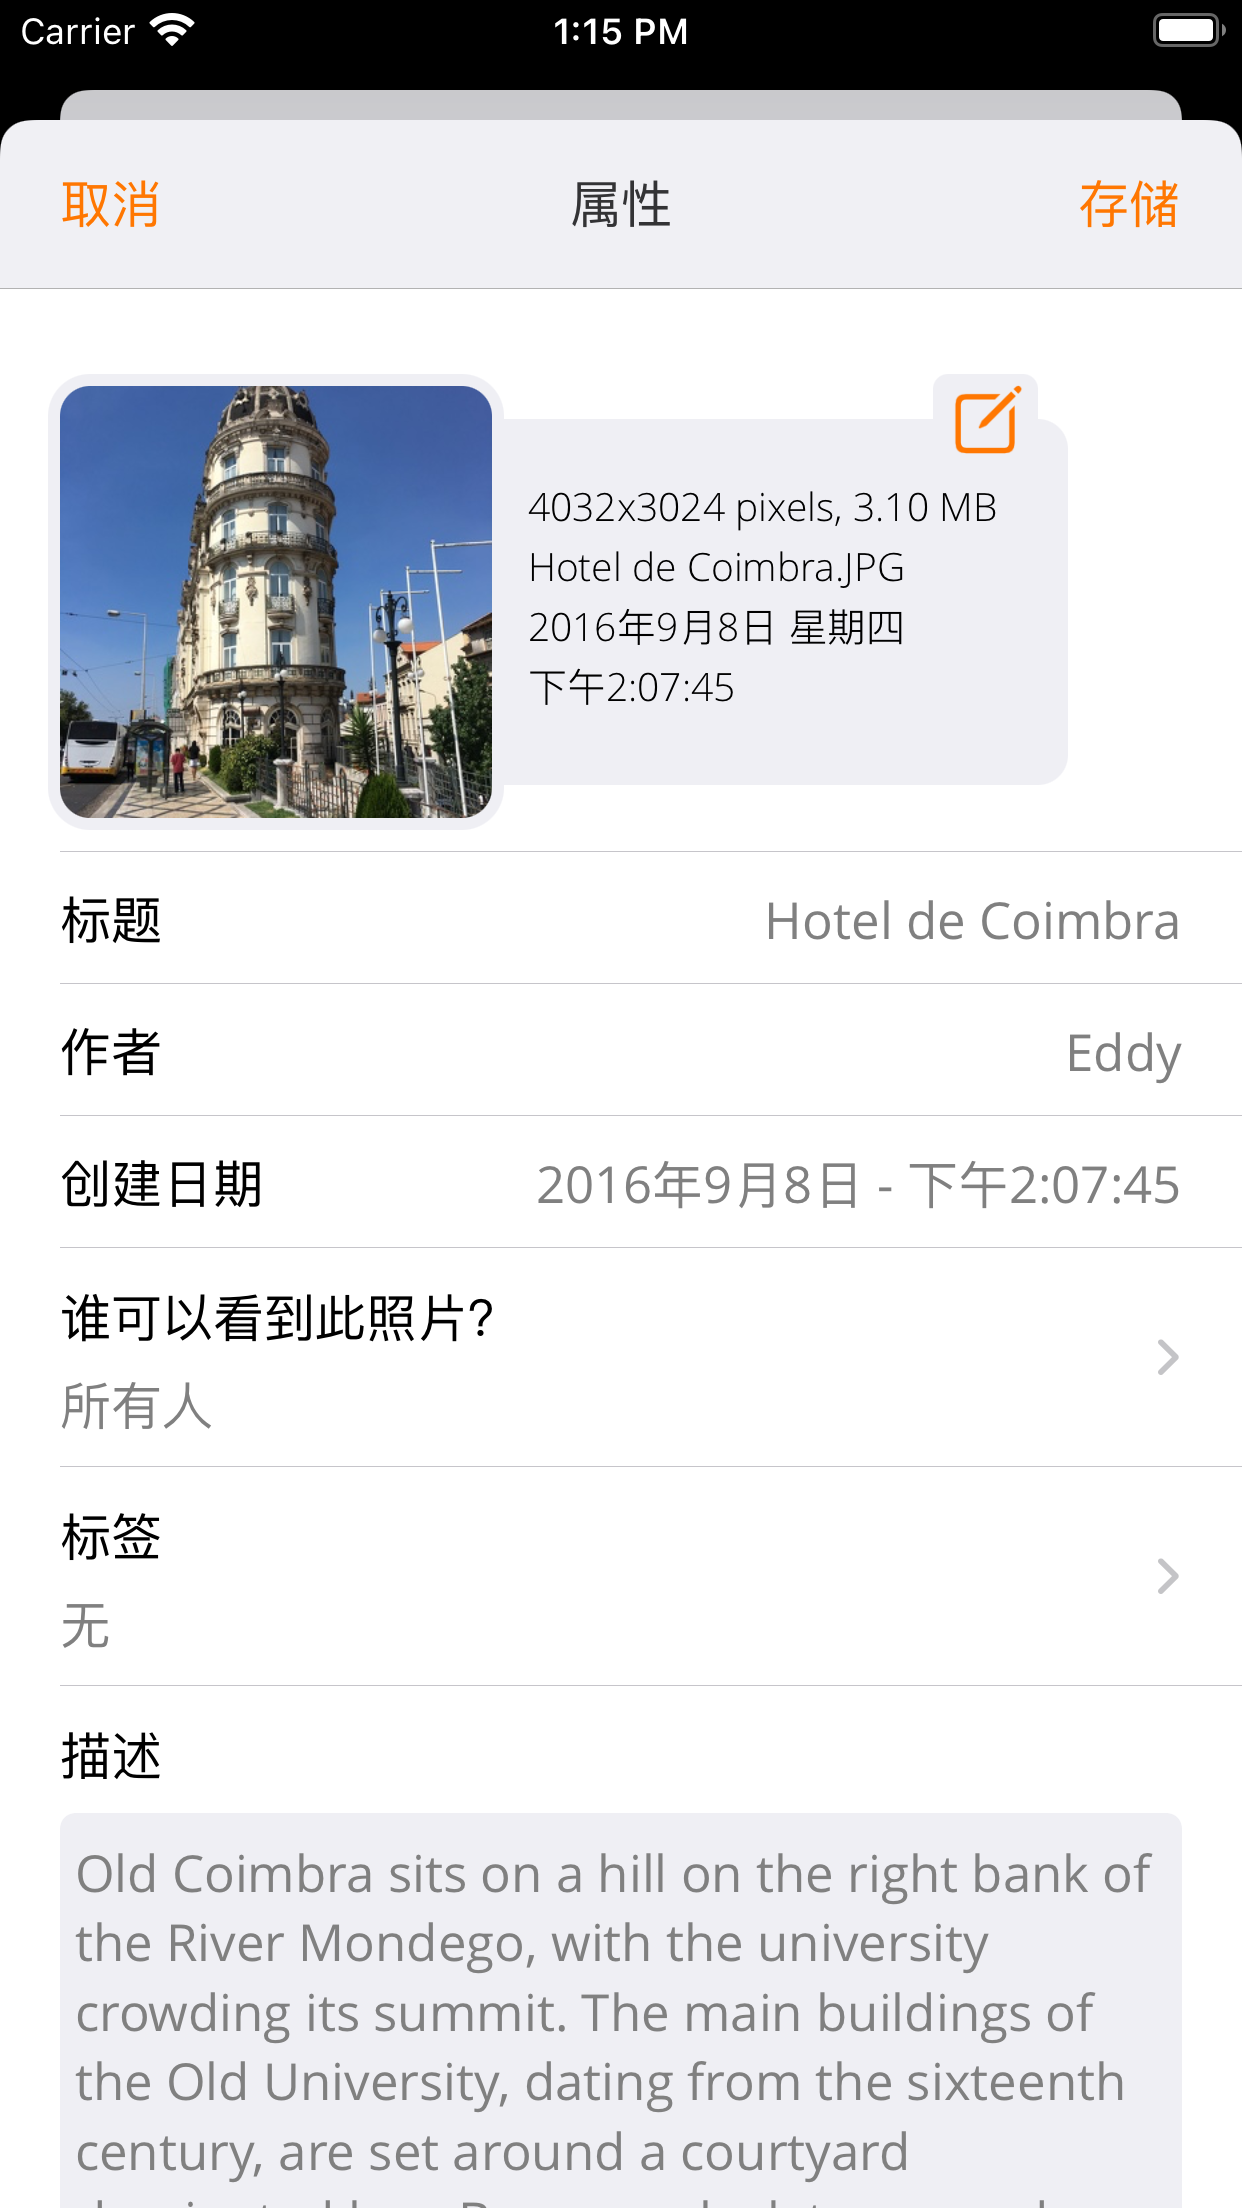 Carrier
1:15 PM
取消
属性
存储
4032x3024 pixels, 3.10 MB
Hotel de Coimbra.JPG
2016年9月8日 星期四
下午2:07:45
标题
Hotel de Coimbra
作者
Eddy
创建日期
2016年9月8日 - 下午2:07:45
谁可以看到此照片?
所有人
标签
无
描述
Old Coimbra sits on a hill on the right bank of
the River Mondego, with the university
crowding its summit. The main buildings of
the Old University, dating from the sixteenth
century, are set around a courtyard